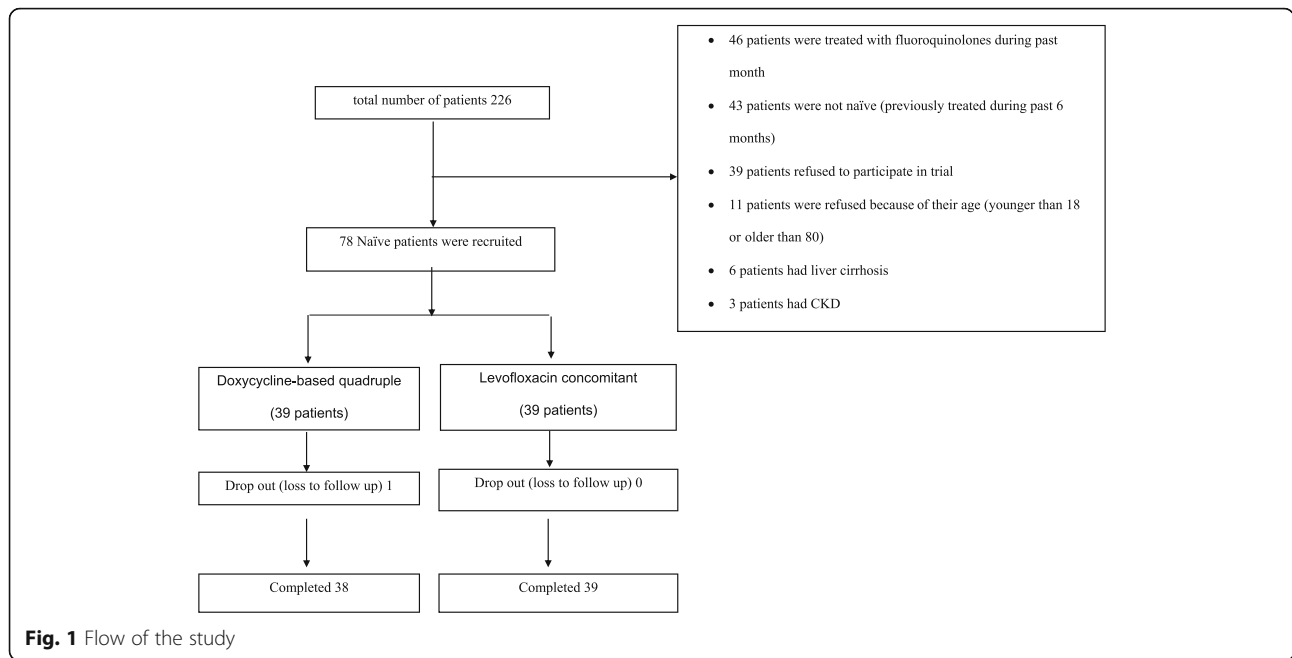 total number of patients 226
• 46 patients were treated with fluoroquinolones during past
month
• 43 patients were not naïve (previously treated during past 6
months)
• 39 patients refused to participate in trial
• 11 patients were refused because of their age (younger than 18
or older than 80)
• 6 patients had liver cirrhosis
• 3 patients had CKD
78 Naïve patients were recruited
Doxycycline-based quadruple
(39 patients)
Levofloxacin concomitant
(39 patients)
Drop out (loss to follow up) 1
Drop out (loss to follow up) 0
Completed 38
Completed 39
Fig. 1 Flow of the study